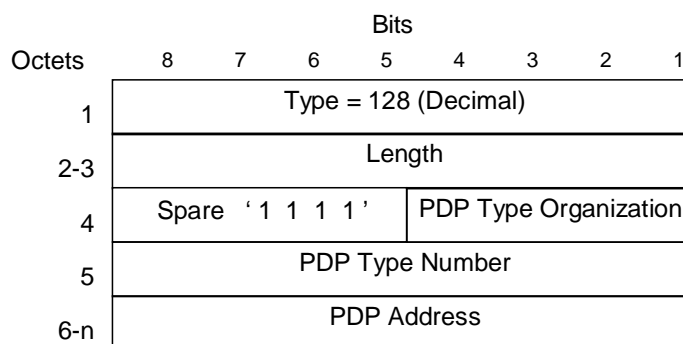 Bits
Octets 8 7 6 5 4 3 2 1
1 Type = 128 (Decimal)
2-3 Length
4 Spare ‘ 1 1 1 1 ’ PDP Type Organization
5 PDP Type Number
6-n PDP Address